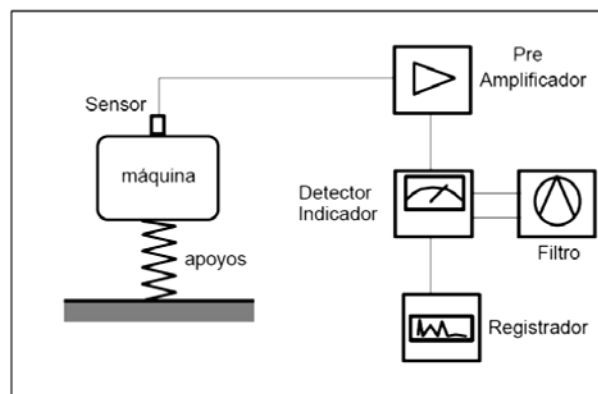 Pre
Amplificador
Sensor
máquina
Detector
Indicador
apoyos
Filtro
Registrador